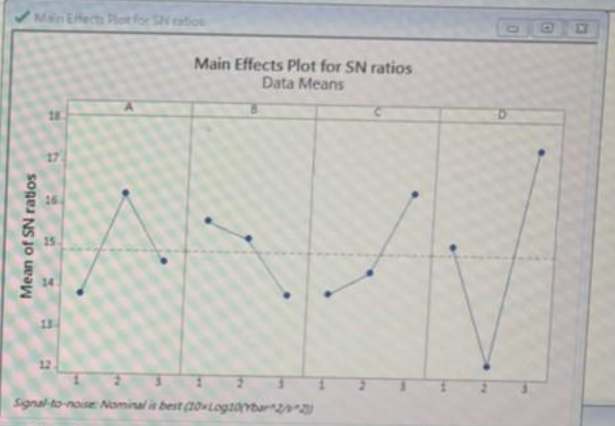 Main Effects Plot for SN ratios
Main Effects Plot for SN ratios
Data Means
A B C D
Mean of SN ratios
18
17
16
15
14
13
12
1 2 3 1 2 3 1 2 3 1 2 3
Signal-to-noise: Nominal is best (10×Log10(Ybar^2/s^2))